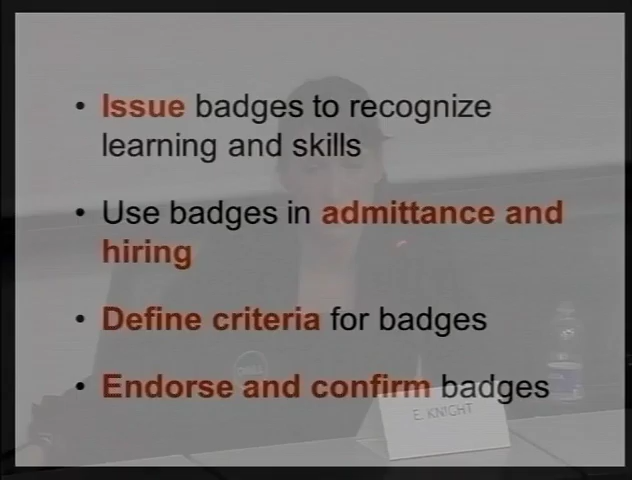 • Issue badges to recognize
learning and skills
• Use badges in admittance and
hiring
• Define criteria for badges
• Endorse and confirm badges
DELL
E. KNIGHT